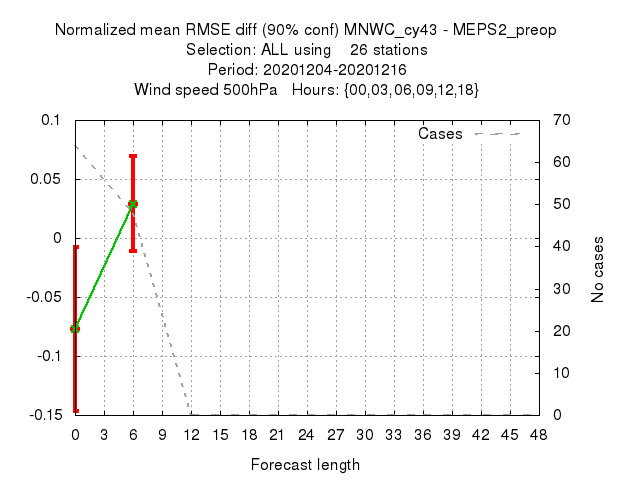 Normalized mean RMSE diff (90% conf) MNWC_cy43 - MEPS2_preop
Selection: ALL using 26 stations
Period: 20201204-20201216
Wind speed 500hPa Hours: {00,03,06,09,12,18}
0.1
0.05
0
-0.05
-0.1
-0.15
Cases
70
60
50
40
30
20
10
0
No cases
0 3 6 9 12 15 18 21 24 27 30 33 36 39 42 45 48
Forecast length